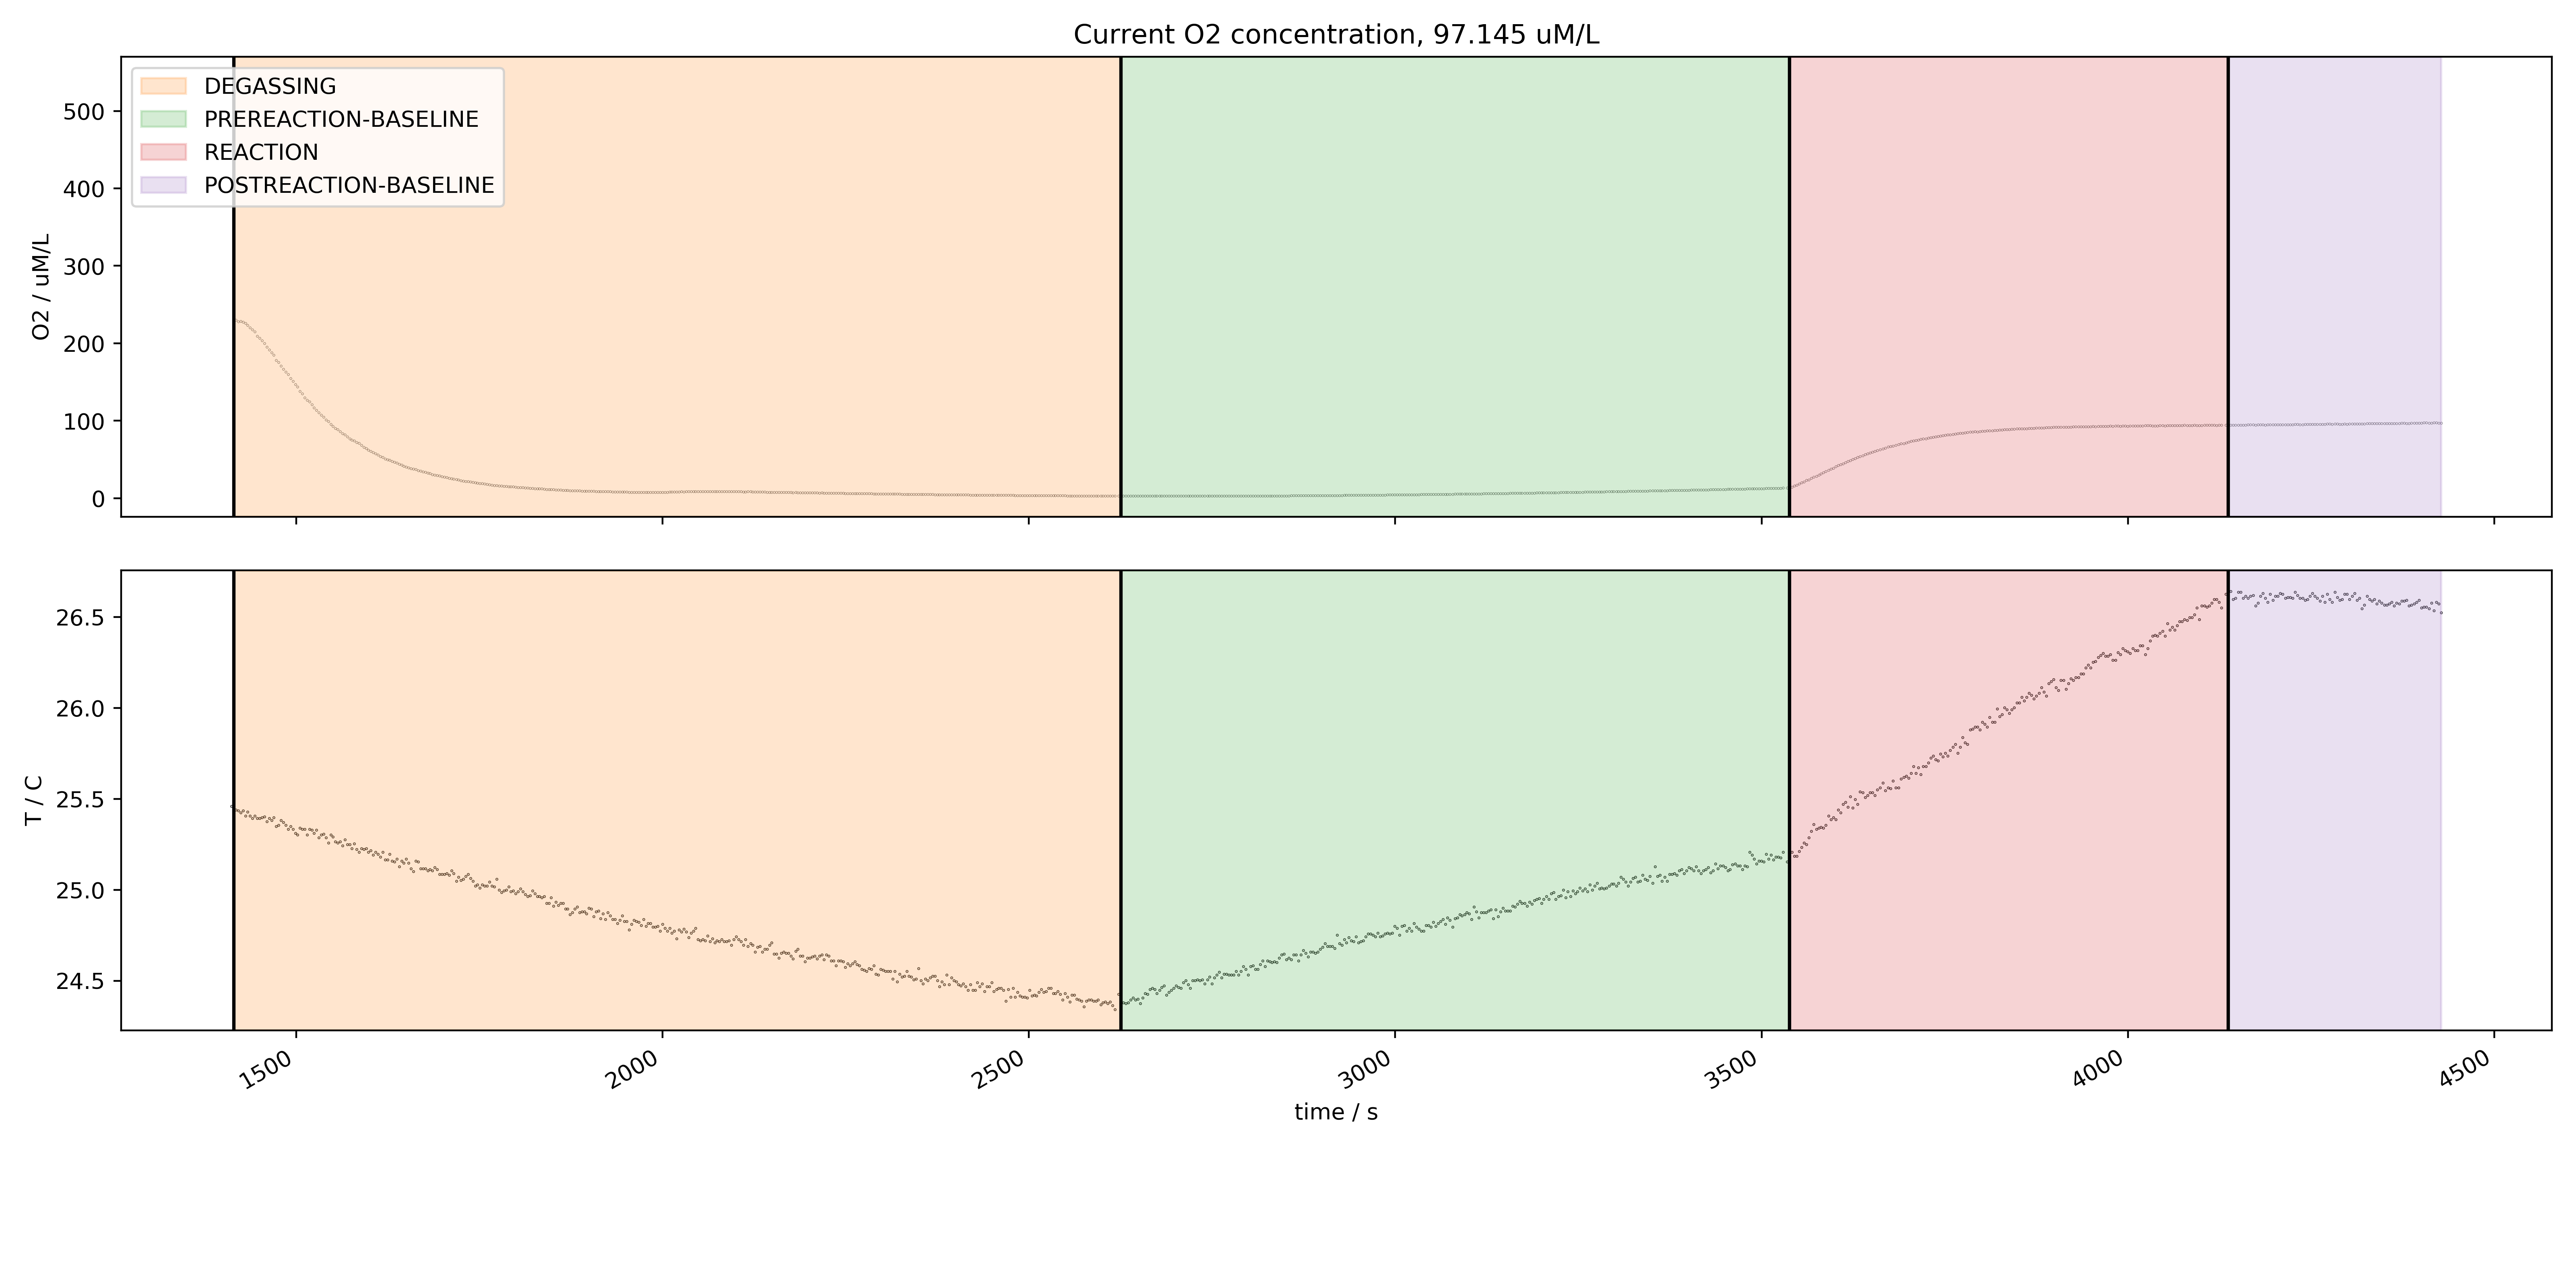 Current O2 concentration, 97.145 uM/L
DEGASSING
PREREACTION-BASELINE
REACTION
POSTREACTION-BASELINE
500
400
300
200
100
0
O2 / uM/L
26.5
26.0
25.5
25.0
24.5
T / C
1500 2000 2500 3000 3500 4000 4500
time / s